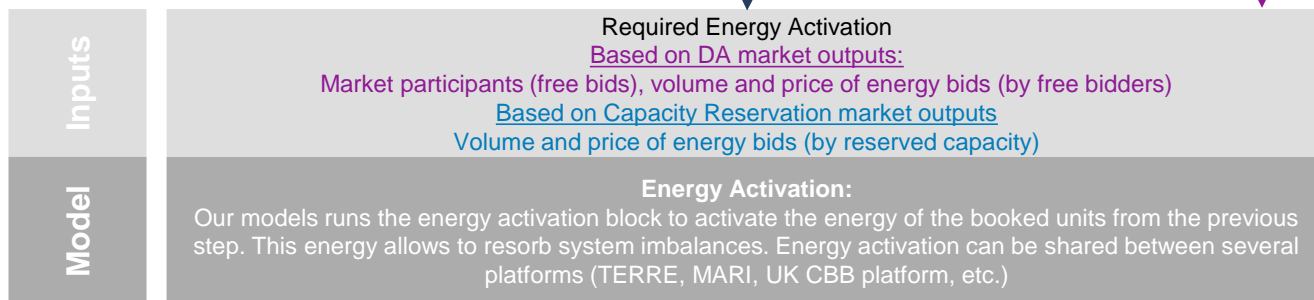 Inputs
Required Energy Activation
Based on DA market outputs:
Market participants (free bids), volume and price of energy bids (by free bidders)
Based on Capacity Reservation market outputs
Volume and price of energy bids (by reserved capacity)
Model
Energy Activation:
Our models runs the energy activation block to activate the energy of the booked units from the previous
step. This energy allows to resorb system imbalances. Energy activation can be shared between several
platforms (TERRE, MARI, UK CBB platform, etc.)